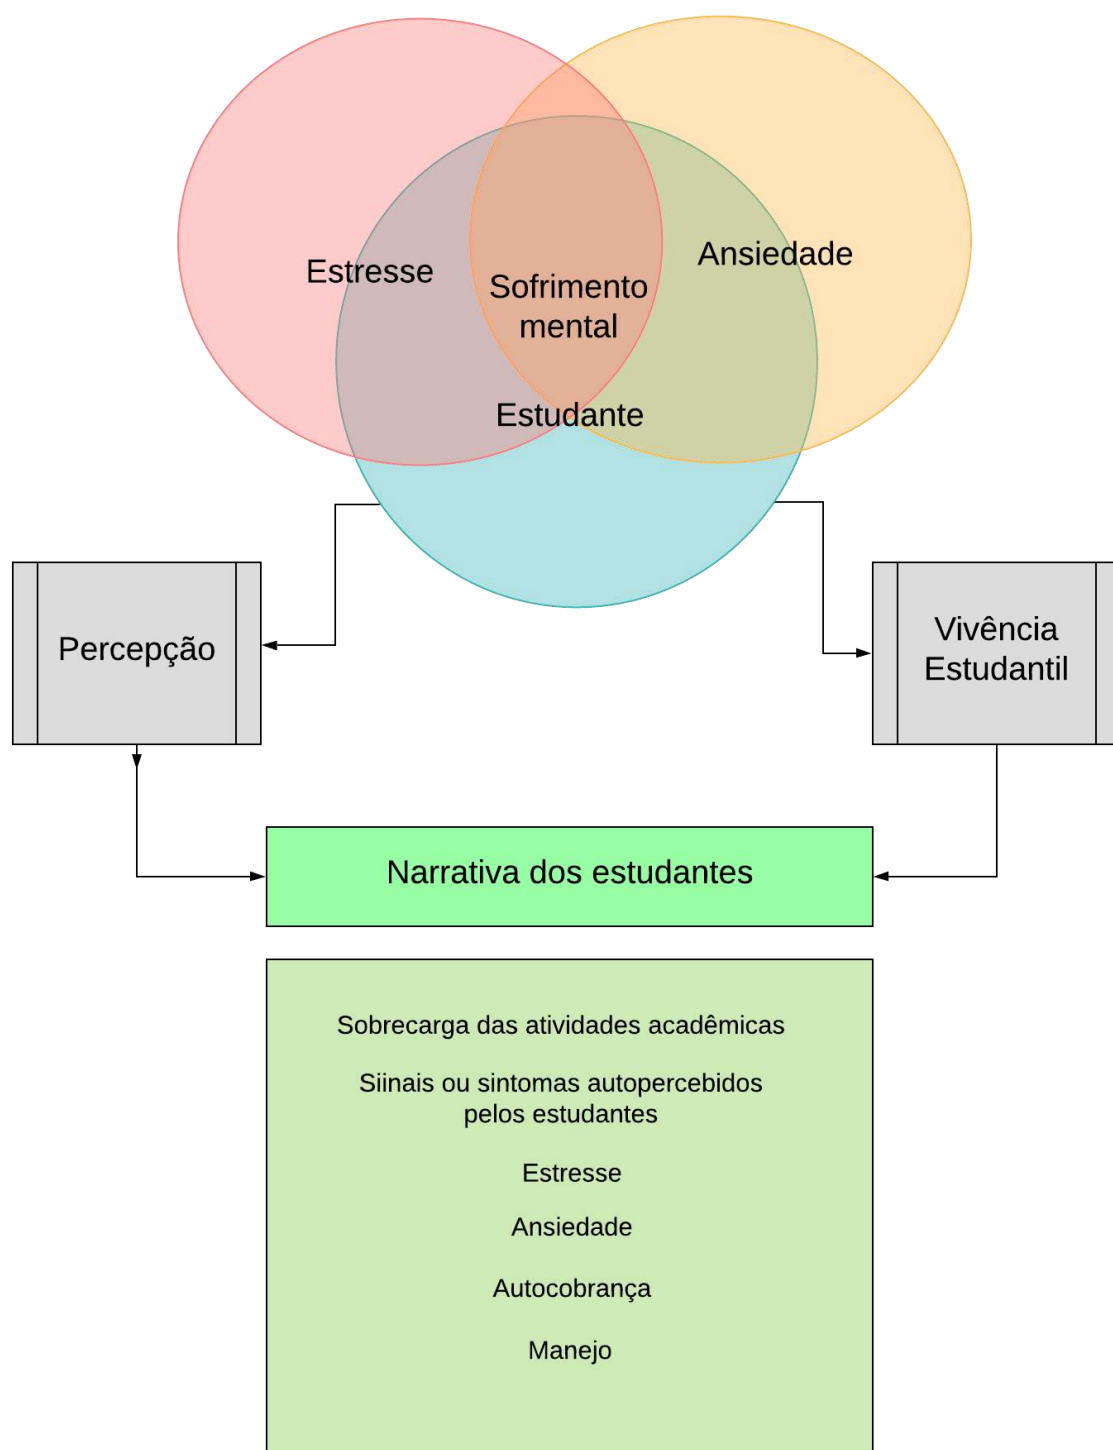 Estresse
Ansiedade
Sofrimento
mental
Estudante
Percepção
Vivência
Estudantil
Narrativa dos estudantes
Sobrecarga das atividades acadêmicas
Siinais ou sintomas autopercebidos
pelos estudantes
Estresse
Ansiedade
Autocobrança
Manejo